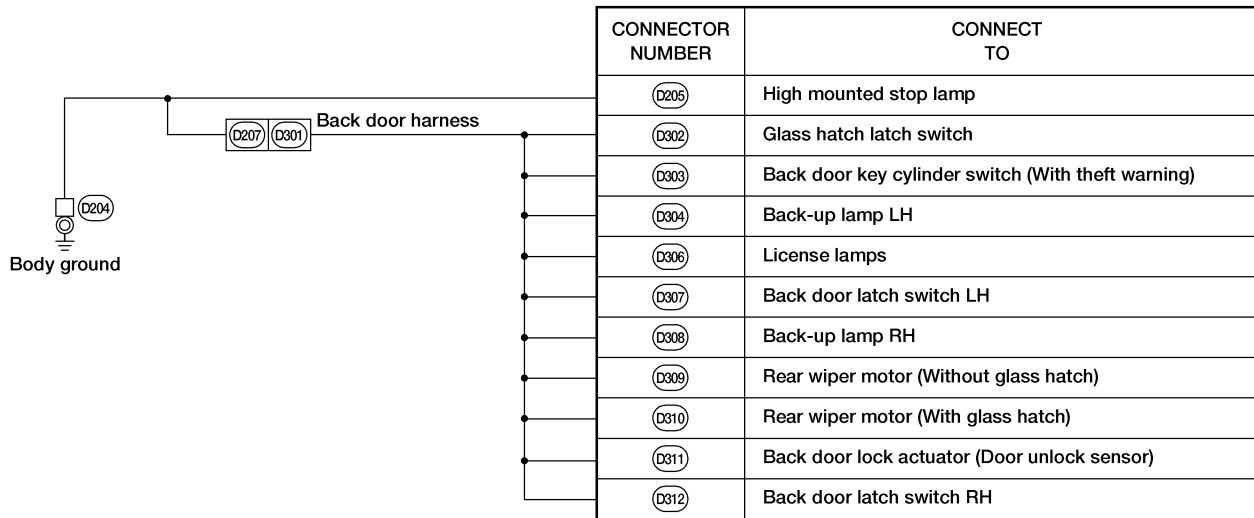 CONNECTOR NUMBER
CONNECT TO
D205 High mounted stop lamp
D207 D301 Back door harness
D302 Glass hatch latch switch
D303 Back door key cylinder switch (With theft warning)
D204
D304 Back-up lamp LH
Body ground
D306 License lamps
D307 Back door latch switch LH
D308 Back-up lamp RH
D309 Rear wiper motor (Without glass hatch)
D310 Rear wiper motor (With glass hatch)
D311 Back door lock actuator (Door unlock sensor)
D312 Back door latch switch RH